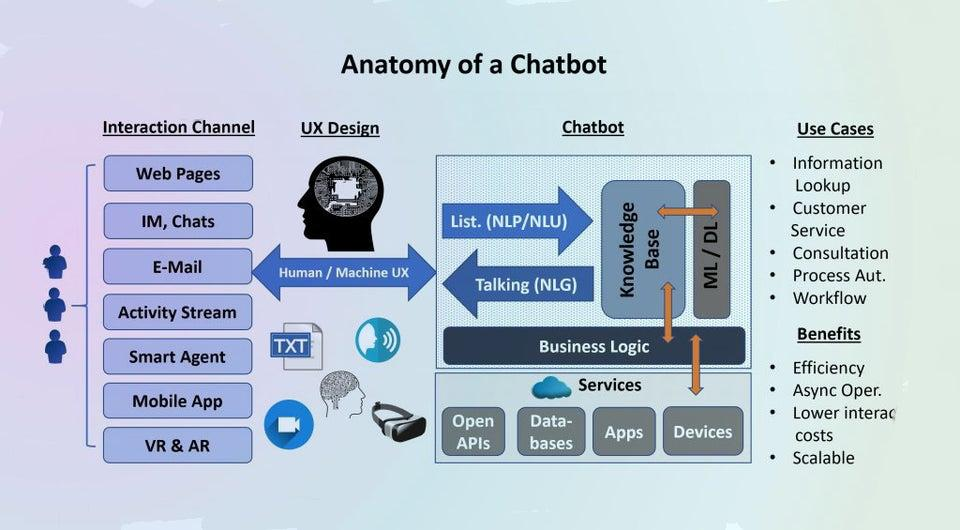 Anatomy of a Chatbot
Interaction Channel
Web Pages
IM, Chats
E-Mail
Activity Stream
Smart Agent
Mobile App
VR & AR
UX Design
Human / Machine UX
TXT
Chatbot
List. (NLP/NLU)
Talking (NLG)
Knowledge
Base
ML / DL
Business Logic
Services
Open
APIs
Data-
bases
Apps
Devices
Use Cases
• Information
Lookup
• Customer
Service
• Consultation
• Process Aut.
• Workflow
Benefits
• Efficiency
• Async Oper.
• Lower interac
costs
• Scalable